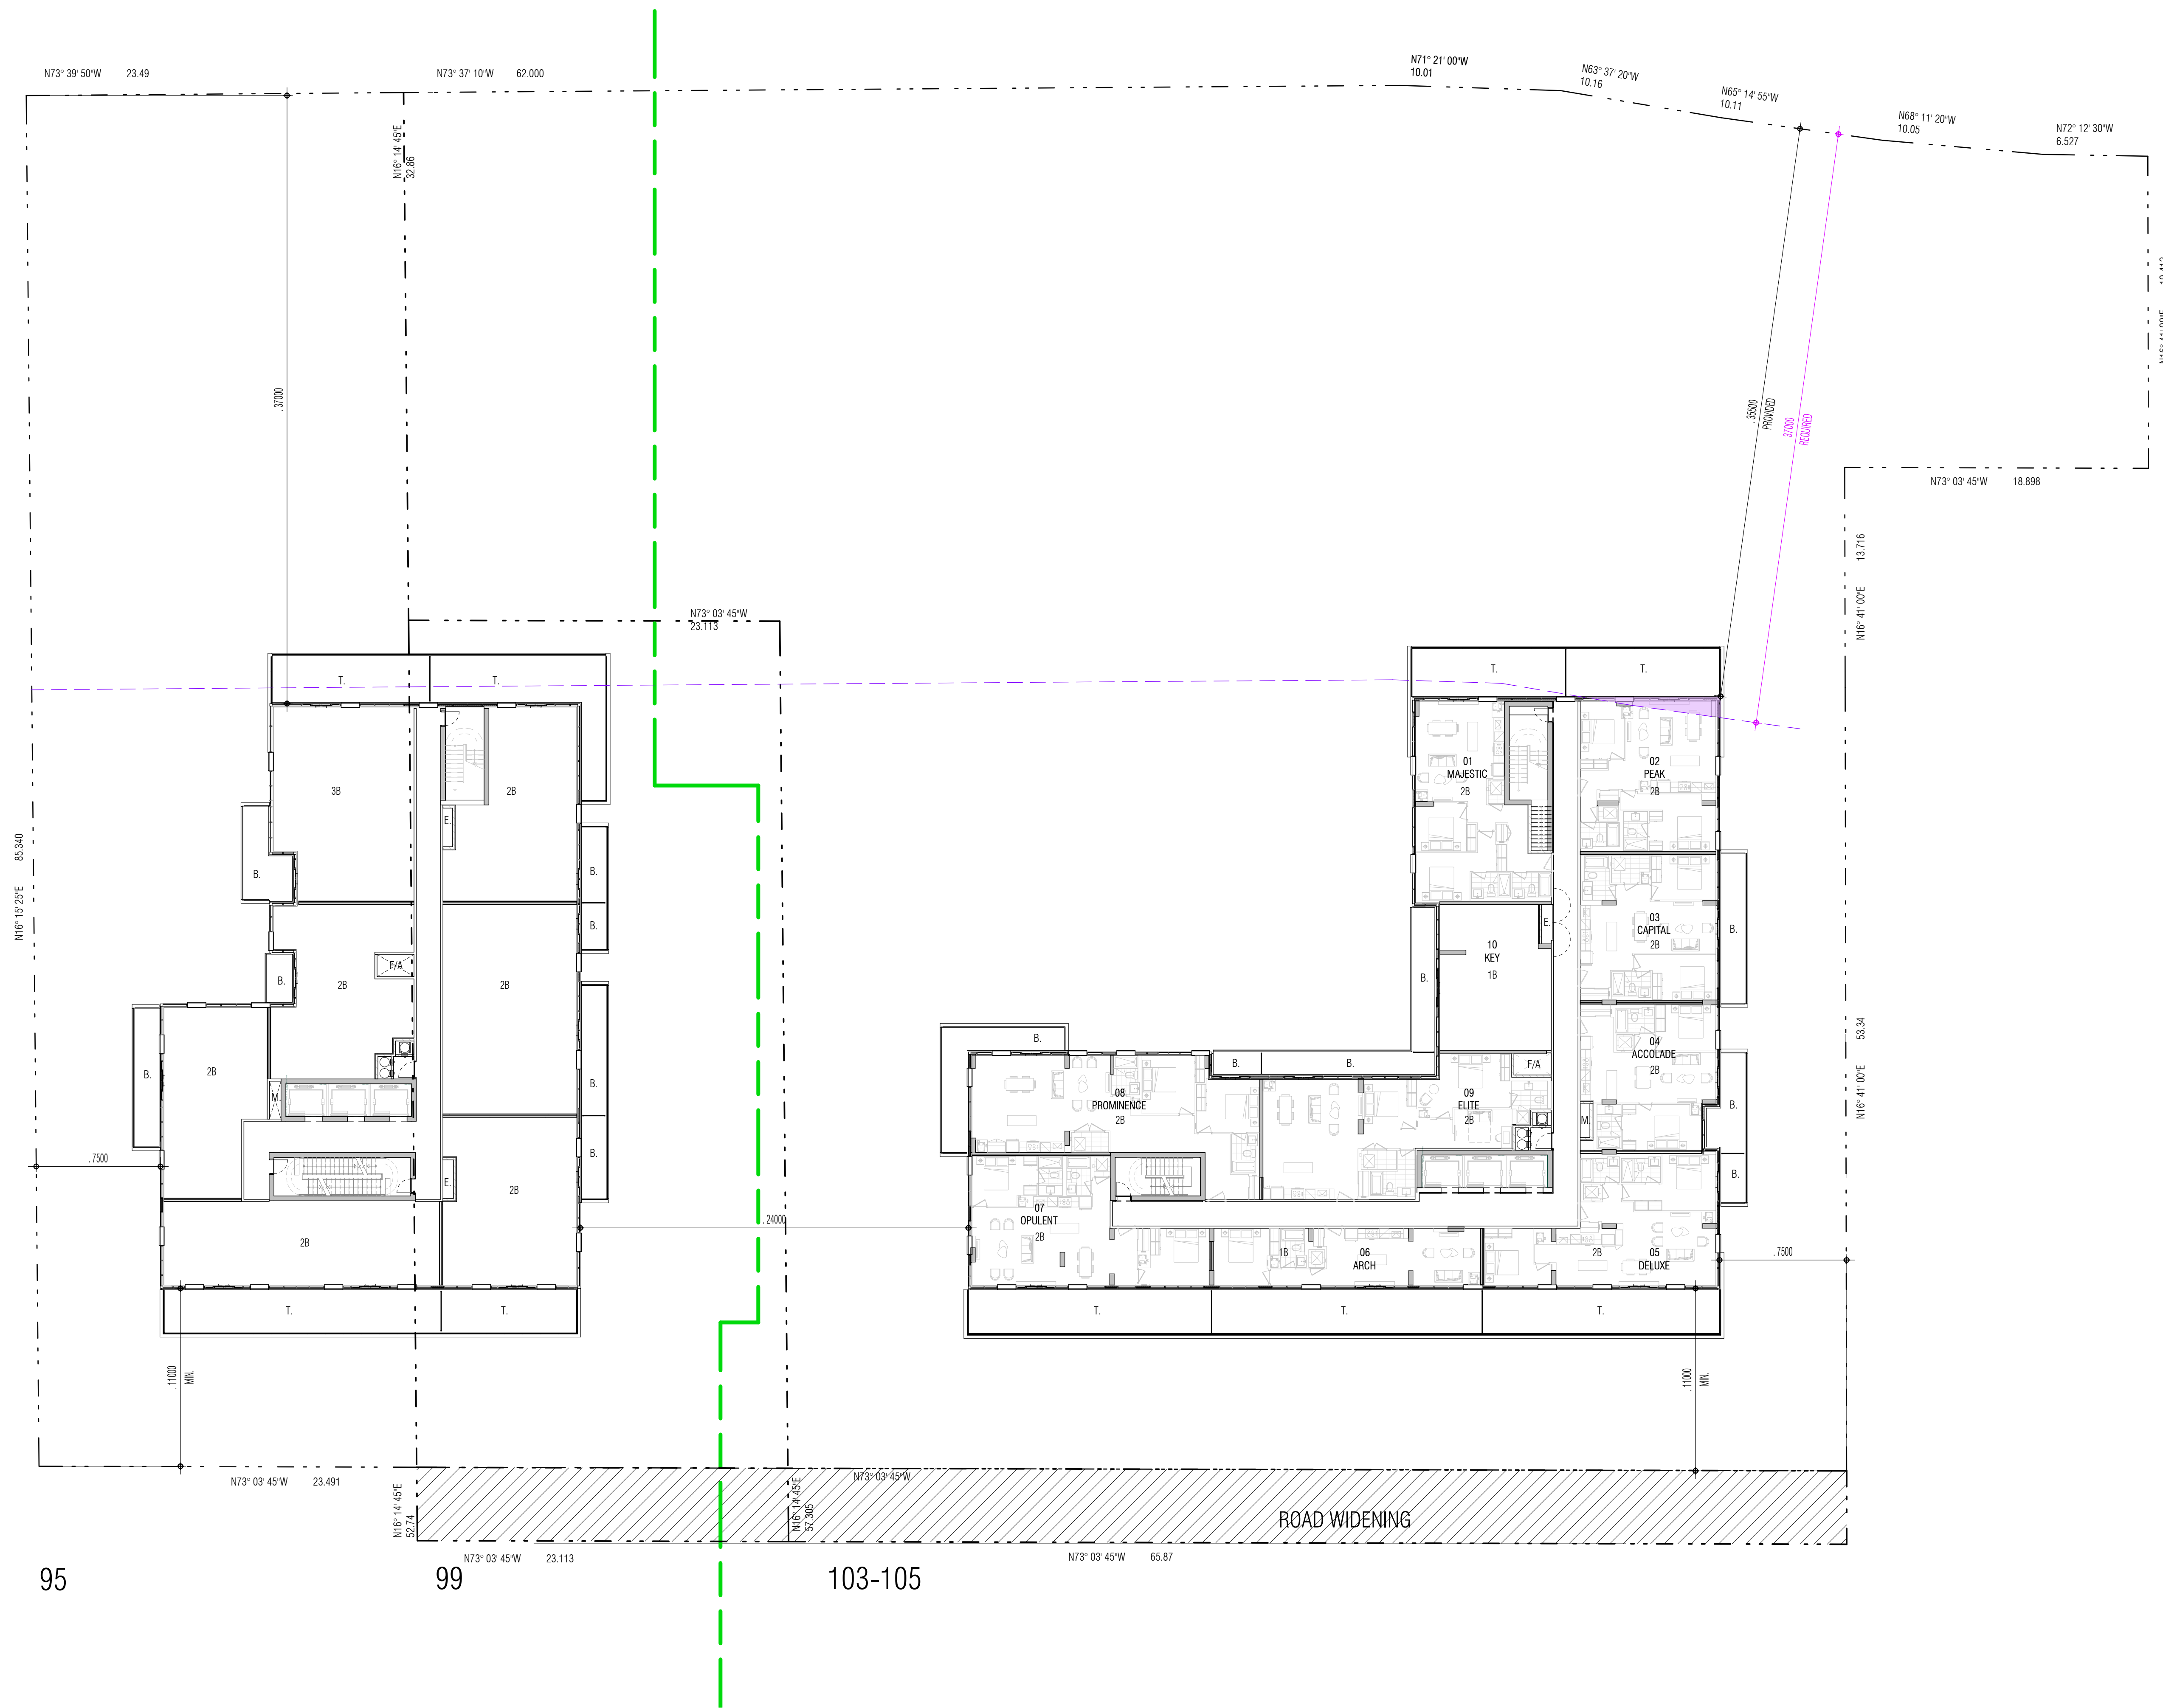 N73° 39' 50"W 23.49
N73° 37' 10"W 62.000
N71° 21' 00"W
10.01
N63° 37' 20"W
10.16
N65° 14' 55"W
10.11
N68° 11' 20"W
10.05
N72° 12' 30"W
6.527
N16° 14' 45"E
32.86
.37000
.35500
PROVIDED
37000
REQUIRED
N73° 03' 45"W 18.898
N16° 41' 00"E 13.716
N73° 03' 45"W
23.113
T.
T.
T.
T.
3B
2B
E.
B.
B.
B.
F/A
B.
2B
2B
B.
2B
M.
B.
B.
2B
E.
2B
T.
T.
N16° 15' 25"E 85.340
.7500
.24000
.11000
MIN.
01
MAJESTIC
2B
02
PEAK
2B
03
CAPITAL
2B
B.
10
KEY
1B
E.
B.
04
ACCOLADE
2B
B.
B.
B.
B.
F/A
08
PROMINENCE
2B
09
ELITE
2B
M.
B.
07
OPULENT
2B
1B
06
ARCH
2B
05
DELUXE
T.
T.
T.
.7500
N16° 41' 00"E 53.34
.11000
MIN.
N73° 03' 45"W 23.491
N16° 14' 45"E
52.74
N16° 14' 45"E
57.305
N73° 03' 45"W
ROAD WIDENING
N73° 03' 45"W 23.113
N73° 03' 45"W 65.87
95
99
103-105